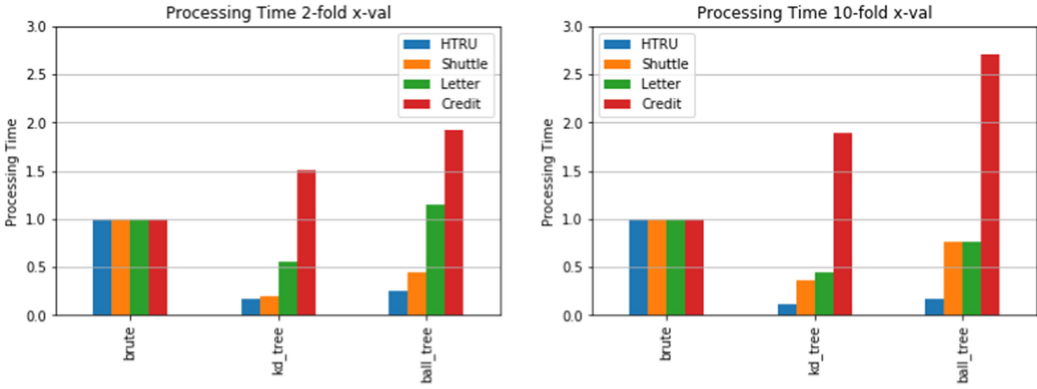 Processing Time 2-fold x-val
Processing Time
3.0
2.5
2.0
1.5
1.0
0.5
0.0
HTRU
Shuttle
Letter
Credit
brute
kd_tree
ball_tree
Processing Time 10-fold x-val
Processing Time
3.0
2.5
2.0
1.5
1.0
0.5
0.0
HTRU
Shuttle
Letter
Credit
brute
kd_tree
ball_tree